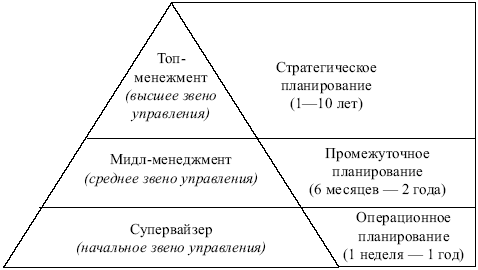 Топ-
менежмент
(высшее звено
управления)
Стратегическое
планирование
(1—10 лет)
Мидл-менеджмент
(среднее звено управления)
Промежуточное
планирование
(6 месяцев — 2 года)
Супервайзер
(начальное звено управления)
Операционное
планирование
(1 неделя — 1 год)